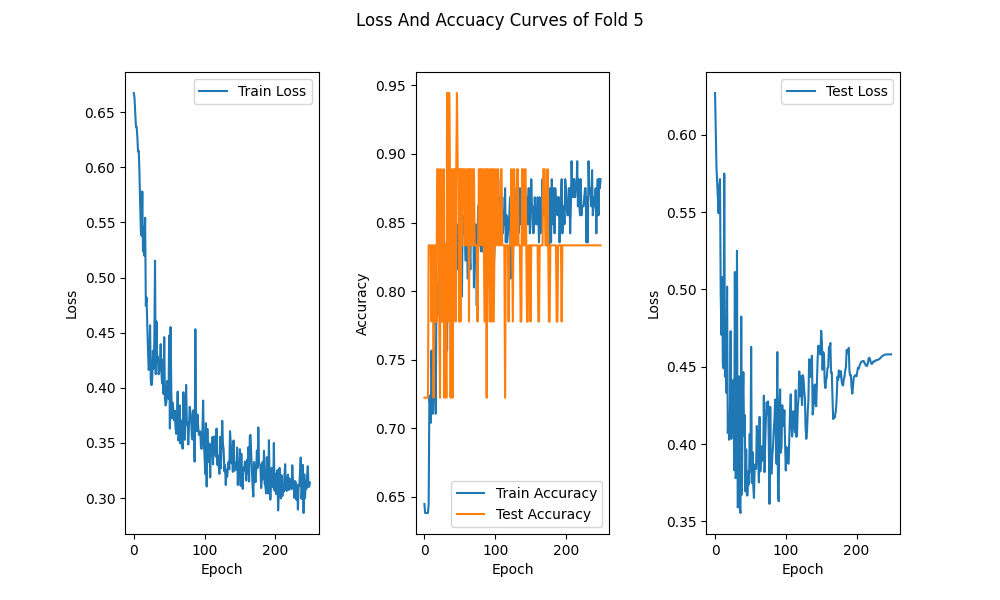 Loss And Accuacy Curves of Fold 5
Train Loss
0.65
0.60
0.55
0.50
0.45
0.40
0.35
0.30
Loss
0
100
200
Epoch
0.95
0.90
0.85
0.80
0.75
0.70
0.65
Accuracy
Train Accuracy
Test Accuracy
0
100
200
Epoch
Test Loss
0.60
0.55
0.50
0.45
0.40
0.35
Loss
0
100
200
Epoch